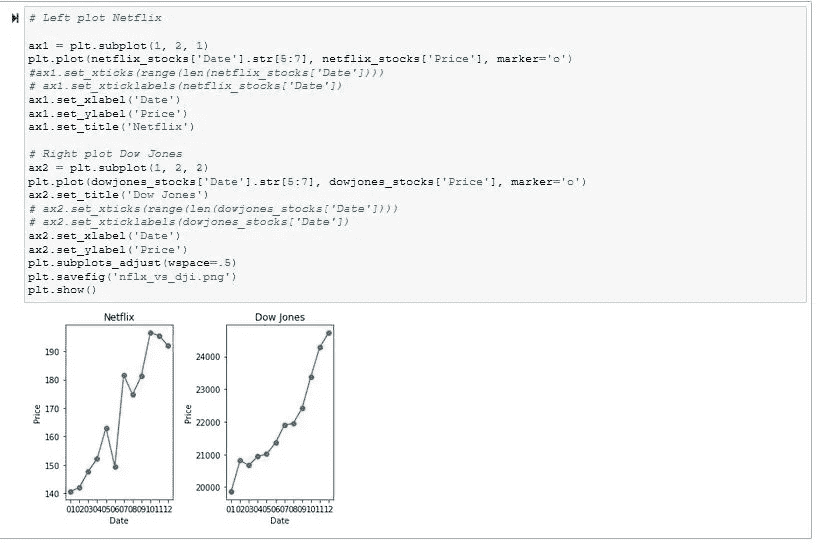 # Left plot Netflix
ax1 = plt.subplot(1, 2, 1)
plt.plot(netflix_stocks['Date'].str[5:7], netflix_stocks['Price'], marker='o')
#ax1.set_xticks(range(len(netflix_stocks['Date'])))
# ax1.set_xticklabels(netflix_stocks['Date'])
ax1.set_xlabel('Date')
ax1.set_ylabel('Price')
ax1.set_title('Netflix')
# Right plot Dow Jones
ax2 = plt.subplot(1, 2, 2)
plt.plot(dowjones_stocks['Date'].str[5:7], dowjones_stocks['Price'], marker='o')
ax2.set_title('Dow Jones')
# ax2.set_xticks(range(len(dowjones_stocks['Date'])))
# ax2.set_xticklabels(dowjones_stocks['Date'])
ax2.set_xlabel('Date')
ax2.set_ylabel('Price')
plt.subplots_adjust(wspace=.5)
plt.savefig('nflx_vs_dji.png')
plt.show()
Netflix
190
180
170
160
150
140
Price
010203040506070809101112
Date
Dow Jones
24000
23000
22000
21000
20000
Price
010203040506070809101112
Date